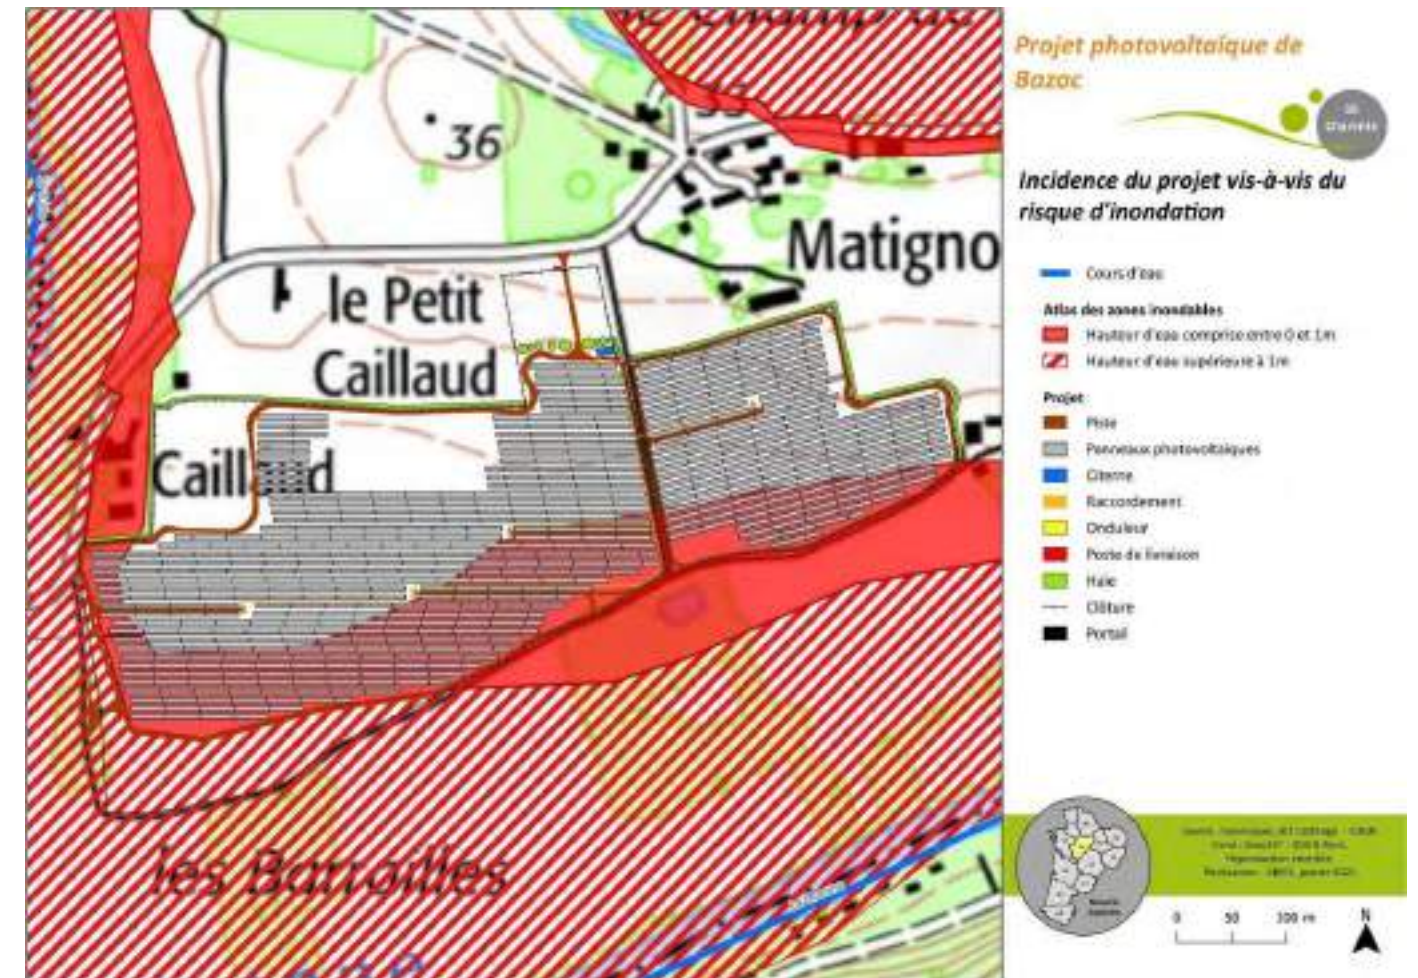 36
le Petit
Caillaud
Matigno
Caillaud
les Barroilles
Projet photovoltaïque de
Bazac
Incidence du projet vis-à-vis du
risque d'inondation
Cours d'eau
Atlas des zones inondables
Hauteur d'eau comprise entre 0 et 1m
Hauteur d'eau supérieure à 1m
Projet
Piste
Panneaux photovoltaïques
Citerne
Raccordement
Onduleur
Poste de livraison
Haie
Clôture
Portail
0 50 100 m
N